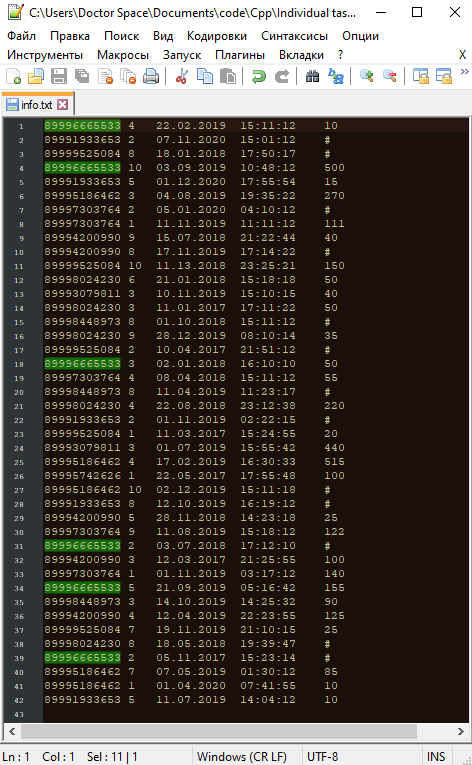 C:\Users\Doctor Space\Documents\code\Cpp\Individual tas...
Файл Правка Поиск Вид Кодировки Синтаксисы Опции
Инструменты Макросы Запуск Плагины Вкладки ? X
info.txt
1 89996665533 4 22.02.2019 15:11:12 10
2 89991933653 2 07.11.2020 15:01:12 #
3 89999525084 8 18.01.2018 17:50:17 #
4 89996665533 10 03.09.2019 10:48:12 500
5 89991933653 5 01.12.2020 17:55:54 15
6 89995186462 3 04.08.2019 19:35:22 270
7 89997303764 2 05.01.2020 04:10:12 #
8 89997303764 1 11.11.2019 11:11:12 111
9 89994200990 9 15.07.2018 21:22:44 40
10 89994200990 8 17.11.2019 17:14:22 #
11 89999525084 10 11.13.2018 23:25:21 150
12 89998024230 6 21.01.2018 15:18:18 50
13 89993079811 3 10.11.2019 15:10:15 40
14 89998024230 3 11.01.2017 17:11:22 50
15 89998448973 8 01.10.2018 15:11:12 #
16 89998024230 9 28.12.2019 08:10:14 35
17 89999525084 2 10.04.2017 21:51:12 #
18 89996665533 3 02.01.2018 16:10:10 50
19 89997303764 4 08.04.2018 15:11:12 55
20 89998448973 8 11.04.2019 11:23:17 #
21 89998024230 4 22.08.2018 23:12:38 220
22 89991933653 2 01.11.2019 02:22:15 #
23 89999525084 1 11.03.2017 15:24:55 20
24 89993079811 3 01.07.2019 15:55:42 440
25 89995186462 4 17.02.2019 16:30:33 515
26 89995742626 1 22.05.2017 17:55:48 100
27 89995186462 10 02.12.2019 15:11:18 #
28 89991933653 8 12.10.2019 16:19:12 #
29 89994200990 5 28.11.2018 14:23:18 25
30 89997303764 9 11.08.2019 15:18:12 122
31 89996665533 2 03.07.2018 17:12:10 #
32 89994200990 3 12.03.2017 21:25:55 100
33 89997303764 1 01.11.2019 03:17:12 140
34 89996665533 5 21.09.2019 05:16:42 155
35 89998448973 3 14.10.2019 14:25:32 90
36 89994200990 4 12.04.2019 22:23:55 125
37 89999525084 7 19.11.2019 21:10:15 25
38 89998024230 8 18.05.2018 19:39:47 #
39 89996665533 2 05.11.2017 15:23:14 #
40 89995186462 7 07.05.2019 01:30:12 85
41 89995186462 1 01.04.2020 07:41:55 10
42 89991933653 5 11.07.2019 14:04:12 10
43
Ln : 1 Col : 1 Sel : 11 | 1 Windows (CR LF) UTF-8 INS